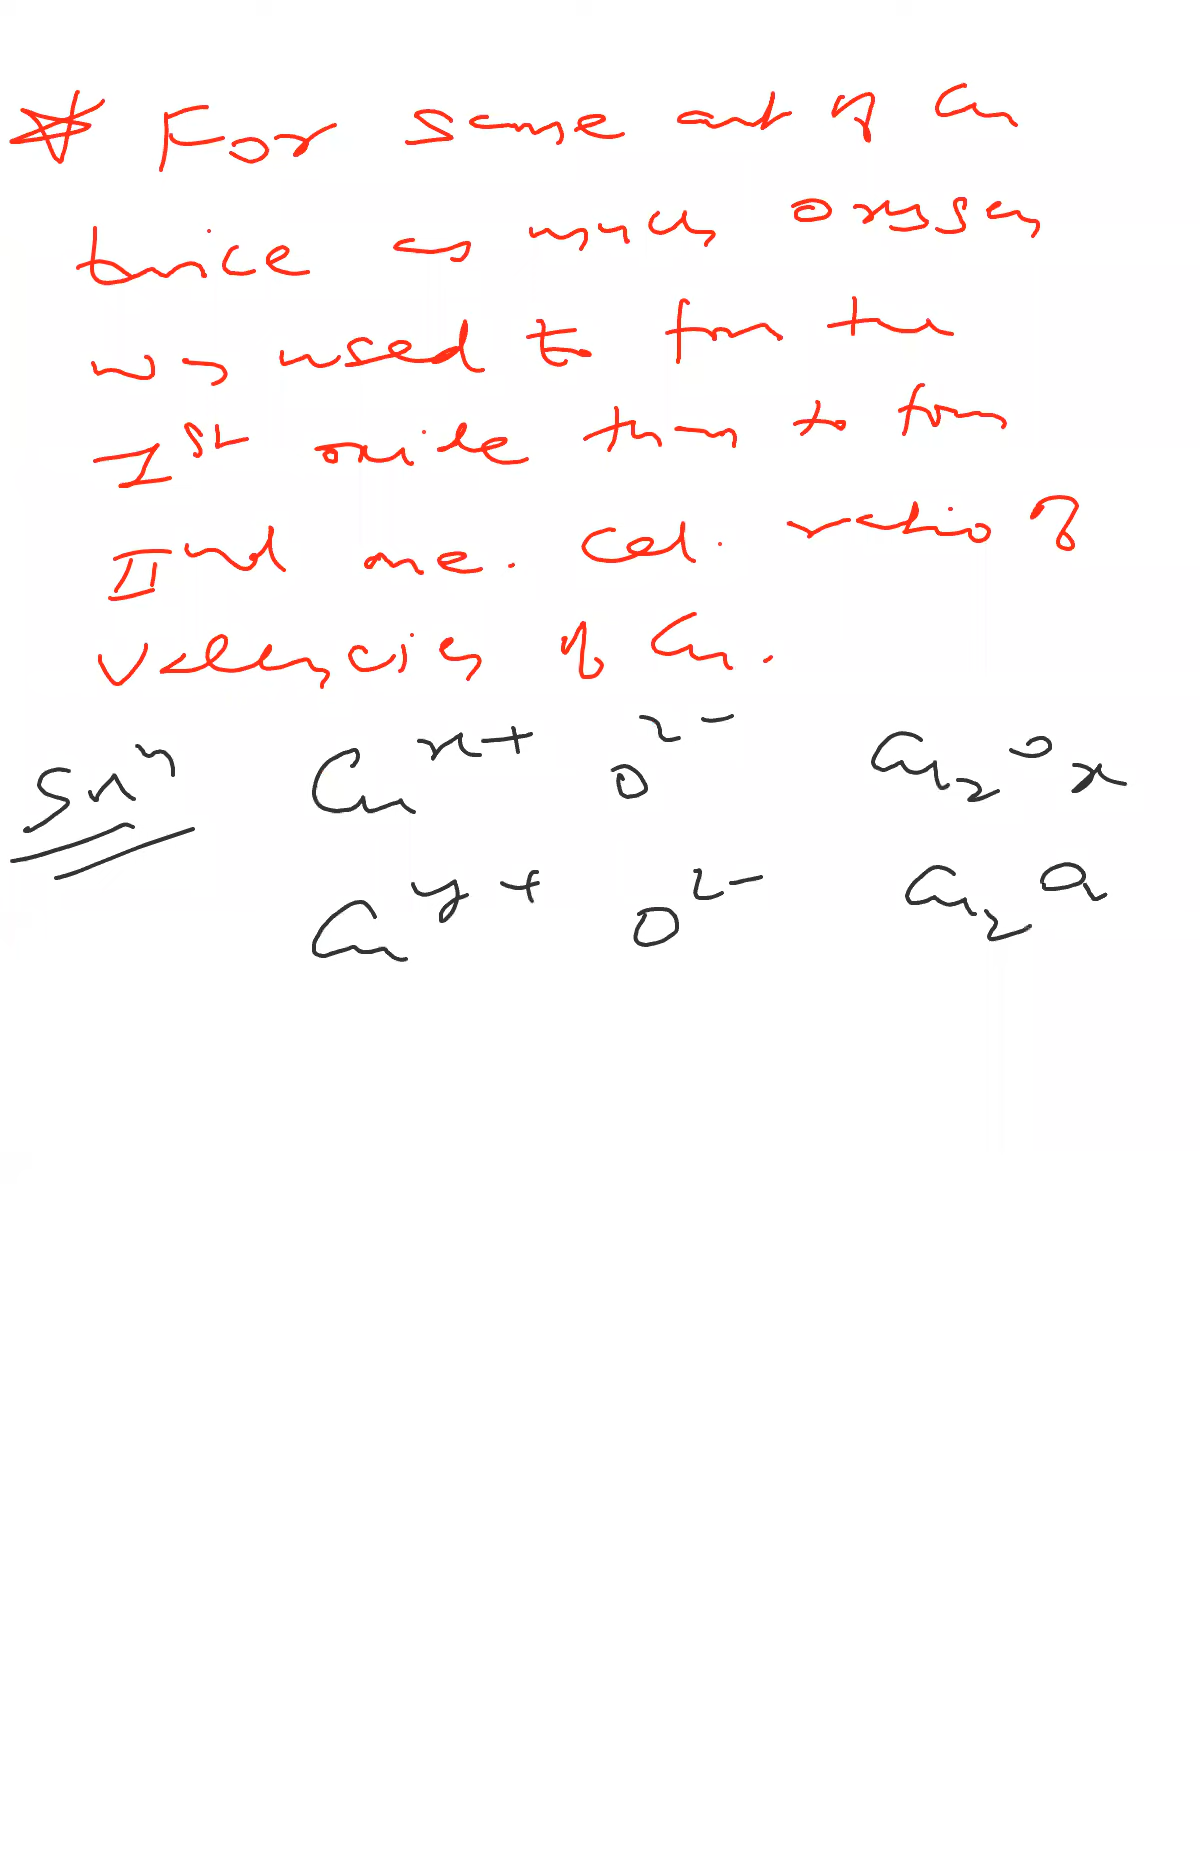 * For same amt of Cu
twice as much oxygen
was used to form the
Ist oxide than to form
IInd one. Cal. ratio of
valencies of Cu.
Solⁿ Cu^x+ O^2- Cu₂Oₓ
Cu^y+ O^2- Cu₂O